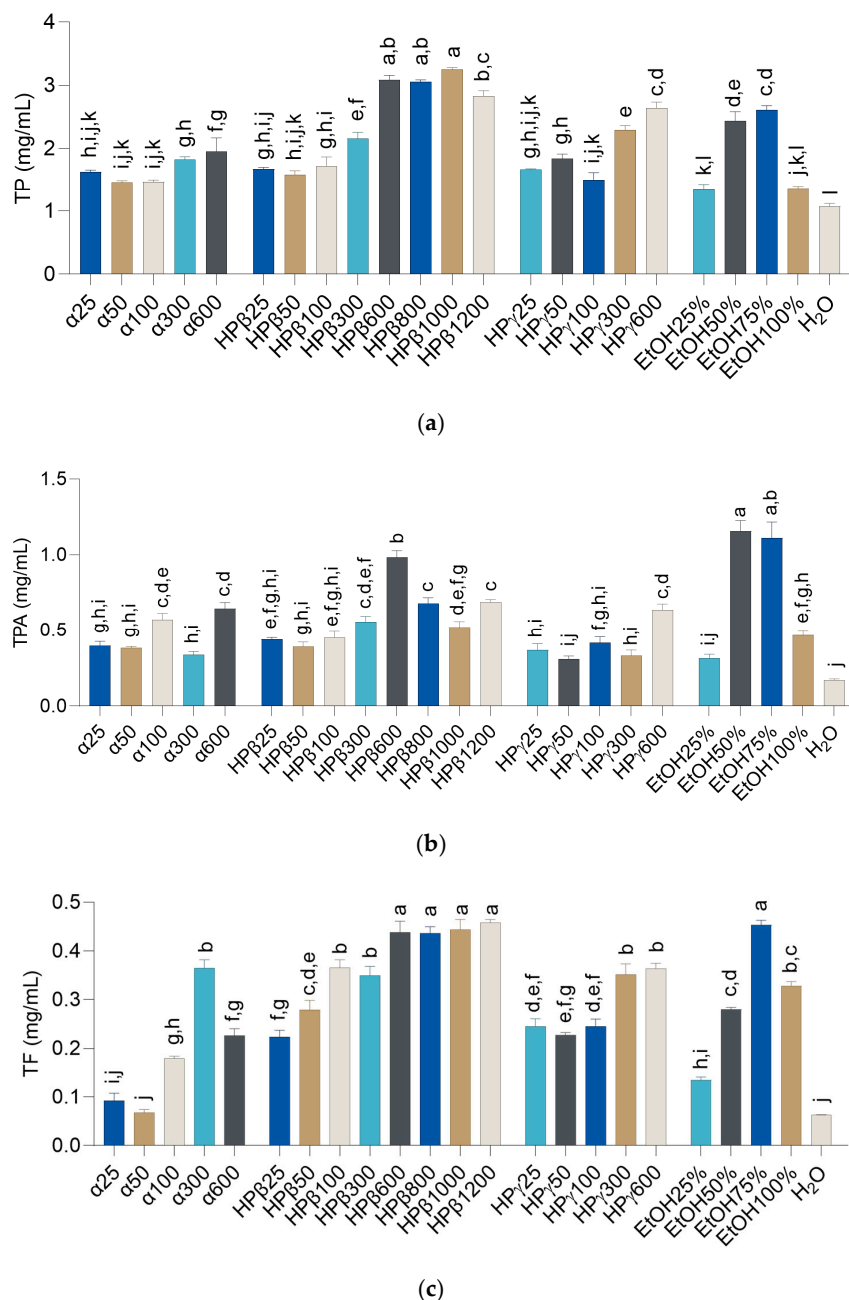 4
3
2
1
0
TP (mg/mL)
h,i,j,k
i,j,k
i,j,k
g,h
f,g
g,h,i,j
h,i,j,k
g,h,i
e,f
a,b
a,b
a
b,c
g,h,i,j,k
g,h
i,j,k
e
c,d
k,l
d,e
c,d
j,k,l
l
α25
α50
α100
α300
α600
HPβ25
HPβ50
HPβ100
HPβ300
HPβ600
HPβ800
HPβ1000
HPβ1200
HPγ25
HPγ50
HPγ100
HPγ300
HPγ600
EtOH25%
EtOH50%
EtOH75%
EtOH100%
H₂O
(a)
1.5
1.0
0.5
0.0
TPA (mg/mL)
g,h,i
g,h,i
c,d,e
h,i
c,d
e,f,g,h,i
g,h,i
e,f,g,h,i
c,d,e,f
b
c
d,e,f,g
c
h,i
i,j
f,g,h,i
h,i
c,d
i,j
a
a,b
e,f,g,h
j
α25
α50
α100
α300
α600
HPβ25
HPβ50
HPβ100
HPβ300
HPβ600
HPβ800
HPβ1000
HPβ1200
HPγ25
HPγ50
HPγ100
HPγ300
HPγ600
EtOH25%
EtOH50%
EtOH75%
EtOH100%
H₂O
(b)
0.5
0.4
0.3
0.2
0.1
0.0
TF (mg/mL)
i,j
j
g,h
b
f,g
f,g
c,d,e
b
b
a
a
a
a
d,e,f
e,f,g
d,e,f
b
b
h,i
c,d
a
b,c
j
α25
α50
α100
α300
α600
HPβ25
HPβ50
HPβ100
HPβ300
HPβ600
HPβ800
HPβ1000
HPβ1200
HPγ25
HPγ50
HPγ100
HPγ300
HPγ600
EtOH25%
EtOH50%
EtOH75%
EtOH100%
H₂O
(c)